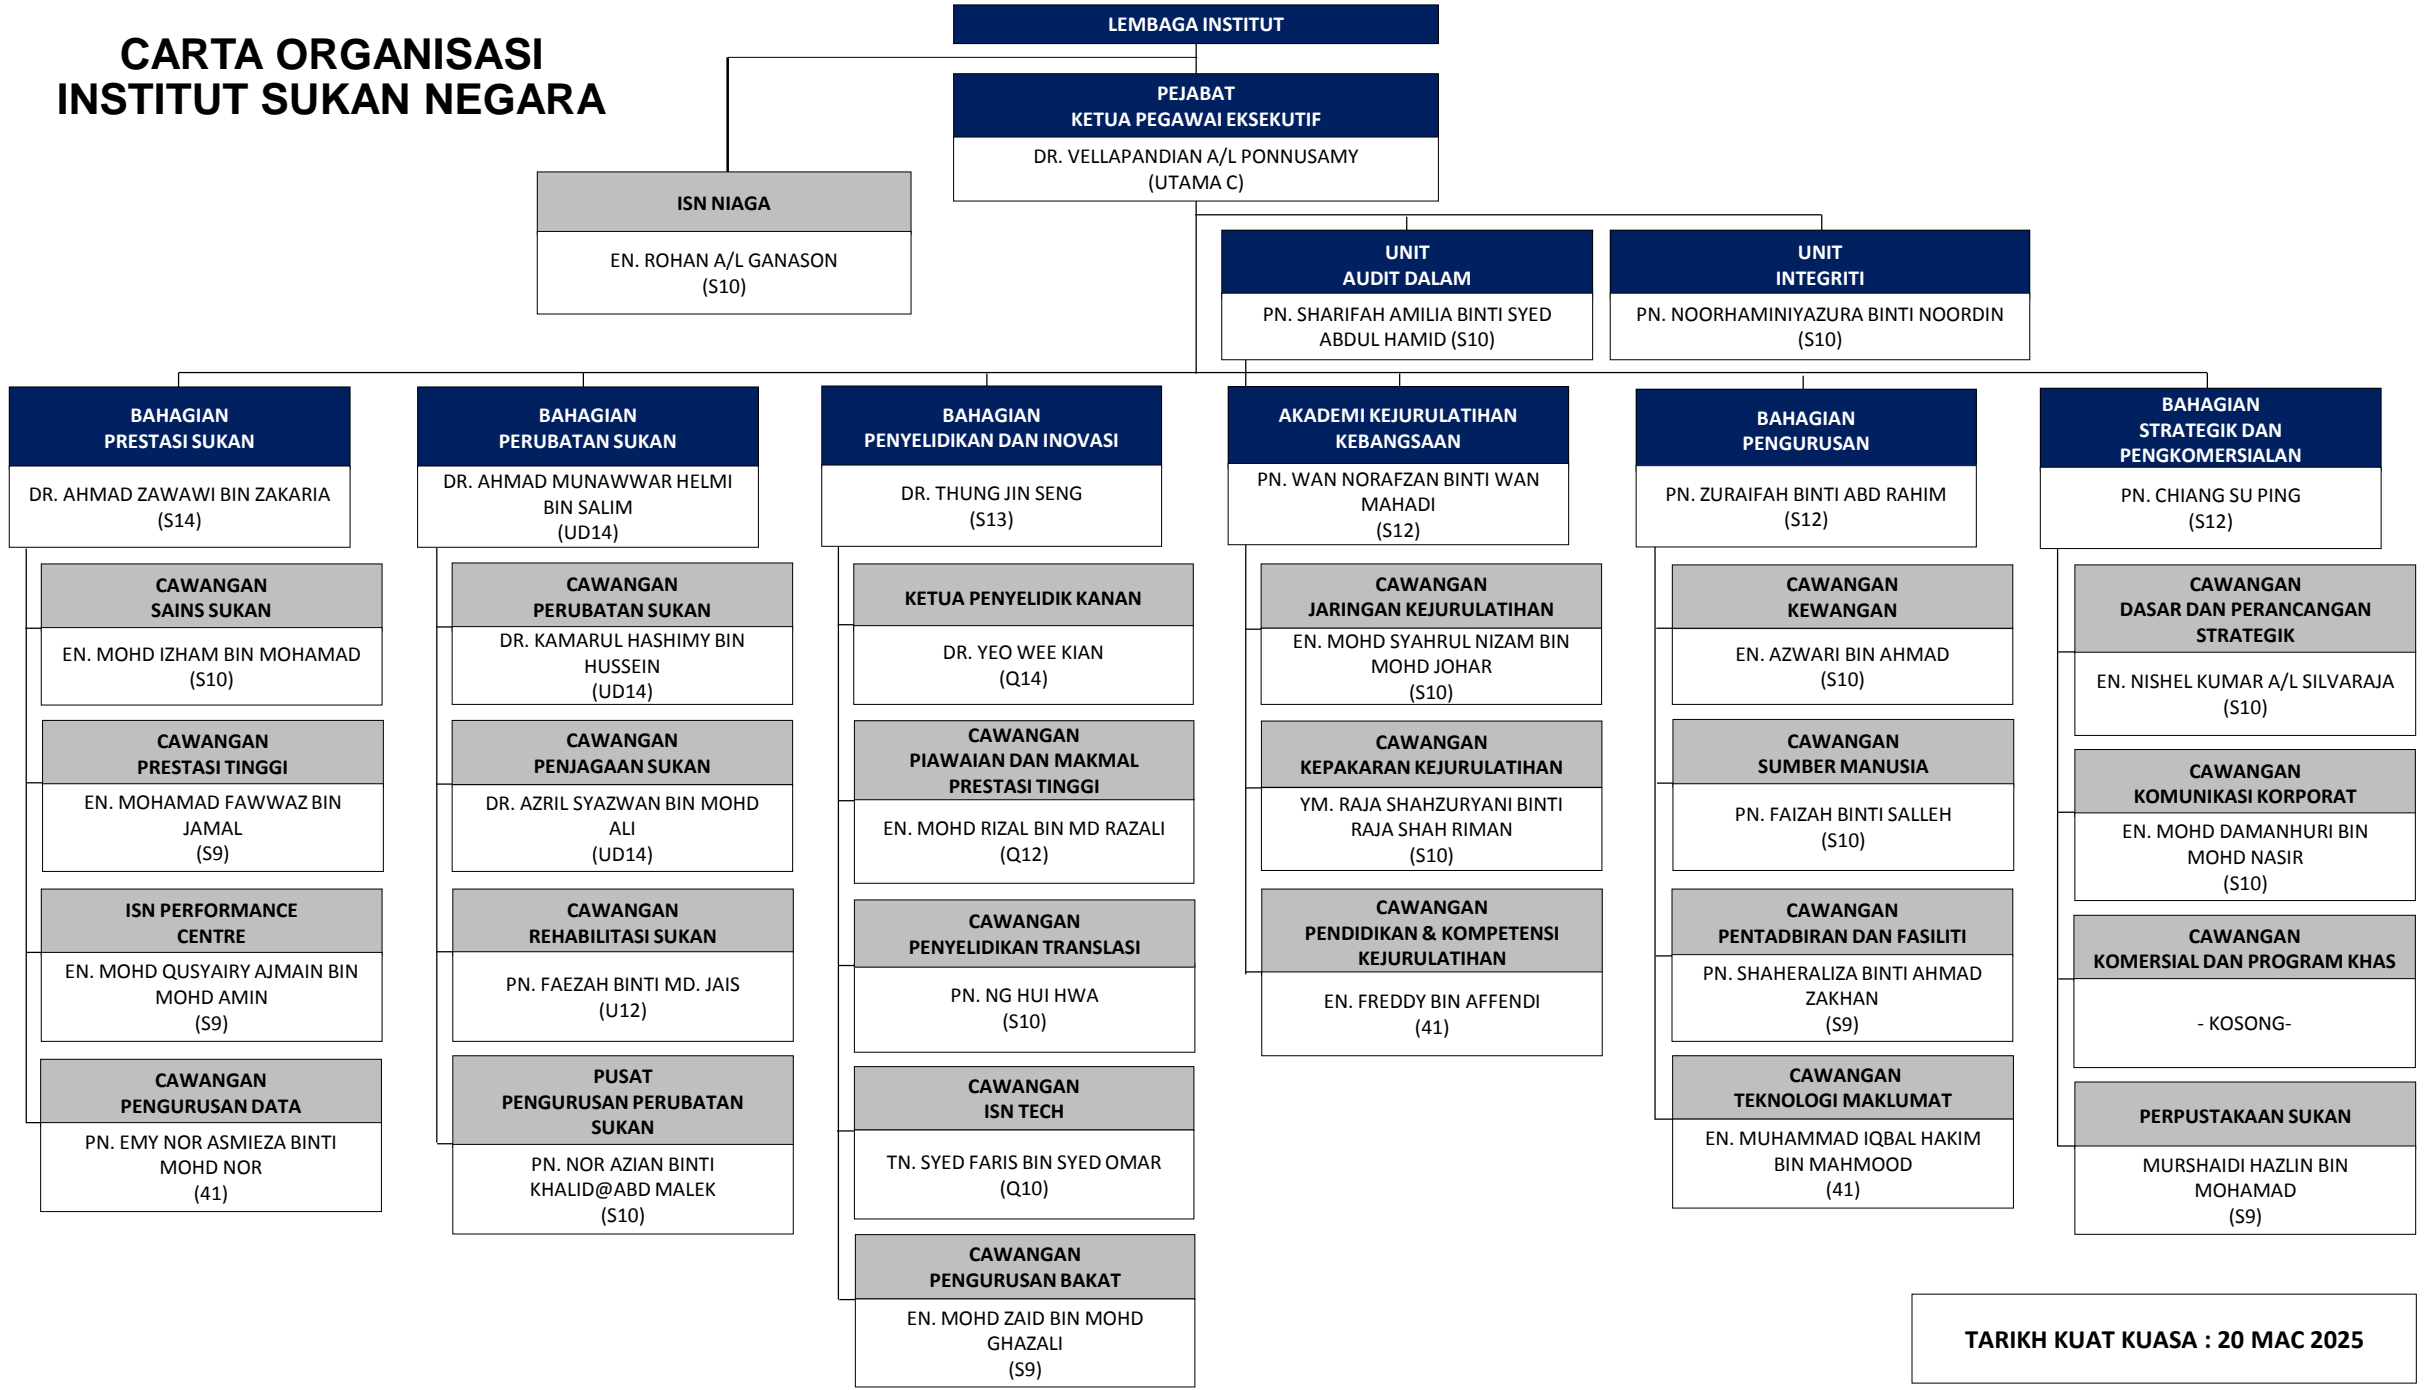 CARTA ORGANISASI
INSTITUT SUKAN NEGARA
LEMBAGA INSTITUT
PEJABAT
KETUA PEGAWAI EKSEKUTIF
DR. VELLAPANDIAN A/L PONNUSAMY
(UTAMA C)
ISN NIAGA
EN. ROHAN A/L GANASON
(S10)
UNIT
AUDIT DALAM
PN. SHARIFAH AMILIA BINTI SYED
ABDUL HAMID (S10)
UNIT
INTEGRITI
PN. NOORHAMINIYAZURA BINTI NOORDIN
(S10)
BAHAGIAN
PRESTASI SUKAN
DR. AHMAD ZAWAWI BIN ZAKARIA
(S14)
CAWANGAN
SAINS SUKAN
EN. MOHD IZHAM BIN MOHAMAD
(S10)
CAWANGAN
PRESTASI TINGGI
EN. MOHAMAD FAWWAZ BIN
JAMAL
(S9)
ISN PERFORMANCE
CENTRE
EN. MOHD QUSYAIRY AJMAIN BIN
MOHD AMIN
(S9)
CAWANGAN
PENGURUSAN DATA
PN. EMY NOR ASMIEZA BINTI
MOHD NOR
(41)
BAHAGIAN
PERUBATAN SUKAN
DR. AHMAD MUNAWWAR HELMI
BIN SALIM
(UD14)
CAWANGAN
PERUBATAN SUKAN
DR. KAMARUL HASHIMY BIN
HUSSEIN
(UD14)
CAWANGAN
PENJAGAAN SUKAN
DR. AZRIL SYAZWAN BIN MOHD
ALI
(UD14)
CAWANGAN
REHABILITASI SUKAN
PN. FAEZAH BINTI MD. JAIS
(U12)
PUSAT
PENGURUSAN PERUBATAN
SUKAN
PN. NOR AZIAN BINTI
KHALID@ABD MALEK
(S10)
BAHAGIAN
PENYELIDIKAN DAN INOVASI
DR. THUNG JIN SENG
(S13)
KETUA PENYELIDIK KANAN
DR. YEO WEE KIAN
(Q14)
CAWANGAN
PIAWAIAN DAN MAKMAL
PRESTASI TINGGI
EN. MOHD RIZAL BIN MD RAZALI
(Q12)
CAWANGAN
PENYELIDIKAN TRANSLASI
PN. NG HUI HWA
(S10)
CAWANGAN
ISN TECH
TN. SYED FARIS BIN SYED OMAR
(Q10)
CAWANGAN
PENGURUSAN BAKAT
EN. MOHD ZAID BIN MOHD
GHAZALI
(S9)
AKADEMI KEJURULATIHAN
KEBANGSAAN
PN. WAN NORAFZAN BINTI WAN
MAHADI
(S12)
CAWANGAN
JARINGAN KEJURULATIHAN
EN. MOHD SYAHRUL NIZAM BIN
MOHD JOHAR
(S10)
CAWANGAN
KEPAKARAN KEJURULATIHAN
YM. RAJA SHAHZURYANI BINTI
RAJA SHAH RIMAN
(S10)
CAWANGAN
PENDIDIKAN & KOMPETENSI
KEJURULATIHAN
EN. FREDDY BIN AFFENDI
(41)
BAHAGIAN
PENGURUSAN
PN. ZURAIFAH BINTI ABD RAHIM
(S12)
CAWANGAN
KEWANGAN
EN. AZWARI BIN AHMAD
(S10)
CAWANGAN
SUMBER MANUSIA
PN. FAIZAH BINTI SALLEH
(S10)
CAWANGAN
PENTADBIRAN DAN FASILITI
PN. SHAHERALIZA BINTI AHMAD
ZAKHAN
(S9)
CAWANGAN
TEKNOLOGI MAKLUMAT
EN. MUHAMMAD IQBAL HAKIM
BIN MAHMOOD
(41)
BAHAGIAN
STRATEGIK DAN
PENGKOMERSIALAN
PN. CHIANG SU PING
(S12)
CAWANGAN
DASAR DAN PERANCANGAN
STRATEGIK
EN. NISHEL KUMAR A/L SILVARAJA
(S10)
CAWANGAN
KOMUNIKASI KORPORAT
EN. MOHD DAMANHURI BIN
MOHD NASIR
(S10)
CAWANGAN
KOMERSIAL DAN PROGRAM KHAS
- KOSONG-
PERPUSTAKAAN SUKAN
MURSHAIDI HAZLIN BIN
MOHAMAD
(S9)
TARIKH KUAT KUASA : 20 MAC 2025